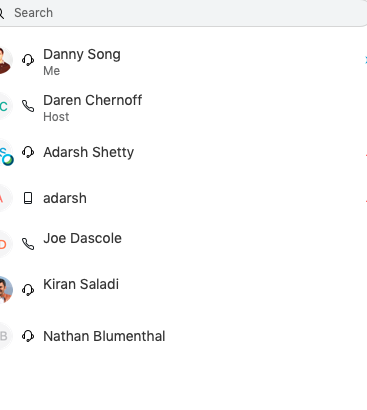 Search
Danny Song
Me
C
Daren Chernoff
Host
S
Adarsh Shetty
A
adarsh
D
Joe Dascole
Kiran Saladi
B
Nathan Blumenthal